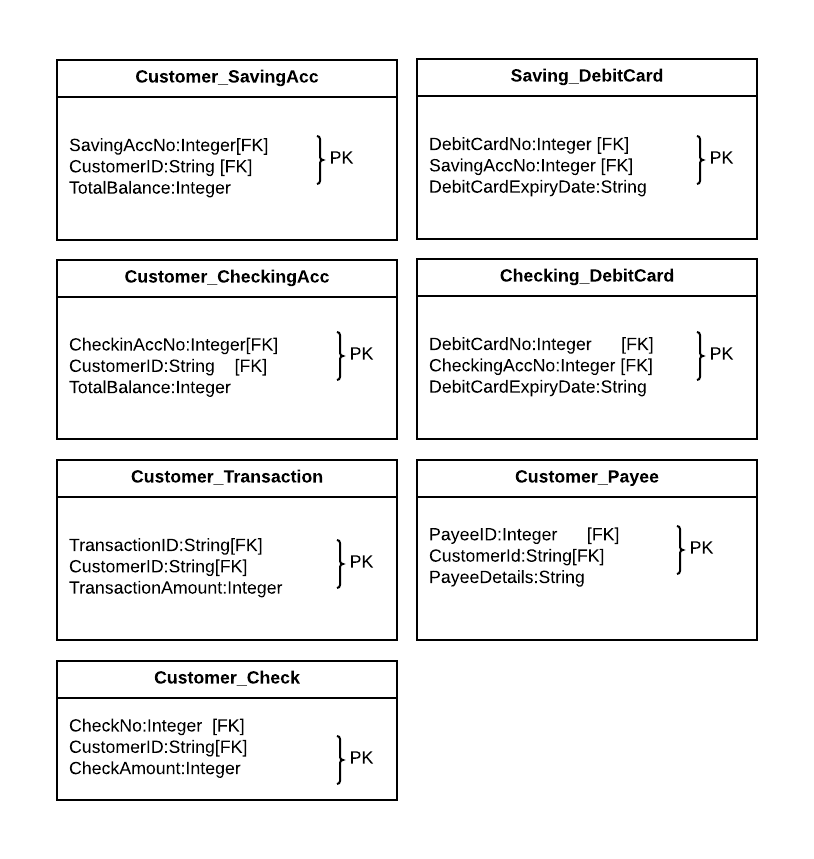 Customer_SavingAcc
SavingAccNo:Integer[FK]
CustomerID:String [FK]
TotalBalance:Integer
PK
Saving_DebitCard
DebitCardNo:Integer [FK]
SavingAccNo:Integer [FK]
DebitCardExpiryDate:String
PK
Customer_CheckingAcc
CheckinAccNo:Integer[FK]
CustomerID:String [FK]
TotalBalance:Integer
PK
Checking_DebitCard
DebitCardNo:Integer [FK]
CheckingAccNo:Integer [FK]
DebitCardExpiryDate:String
PK
Customer_Transaction
TransactionID:String[FK]
CustomerID:String[FK]
TransactionAmount:Integer
PK
Customer_Payee
PayeeID:Integer [FK]
CustomerId:String[FK]
PayeeDetails:String
PK
Customer_Check
CheckNo:Integer [FK]
CustomerID:String[FK]
CheckAmount:Integer
PK